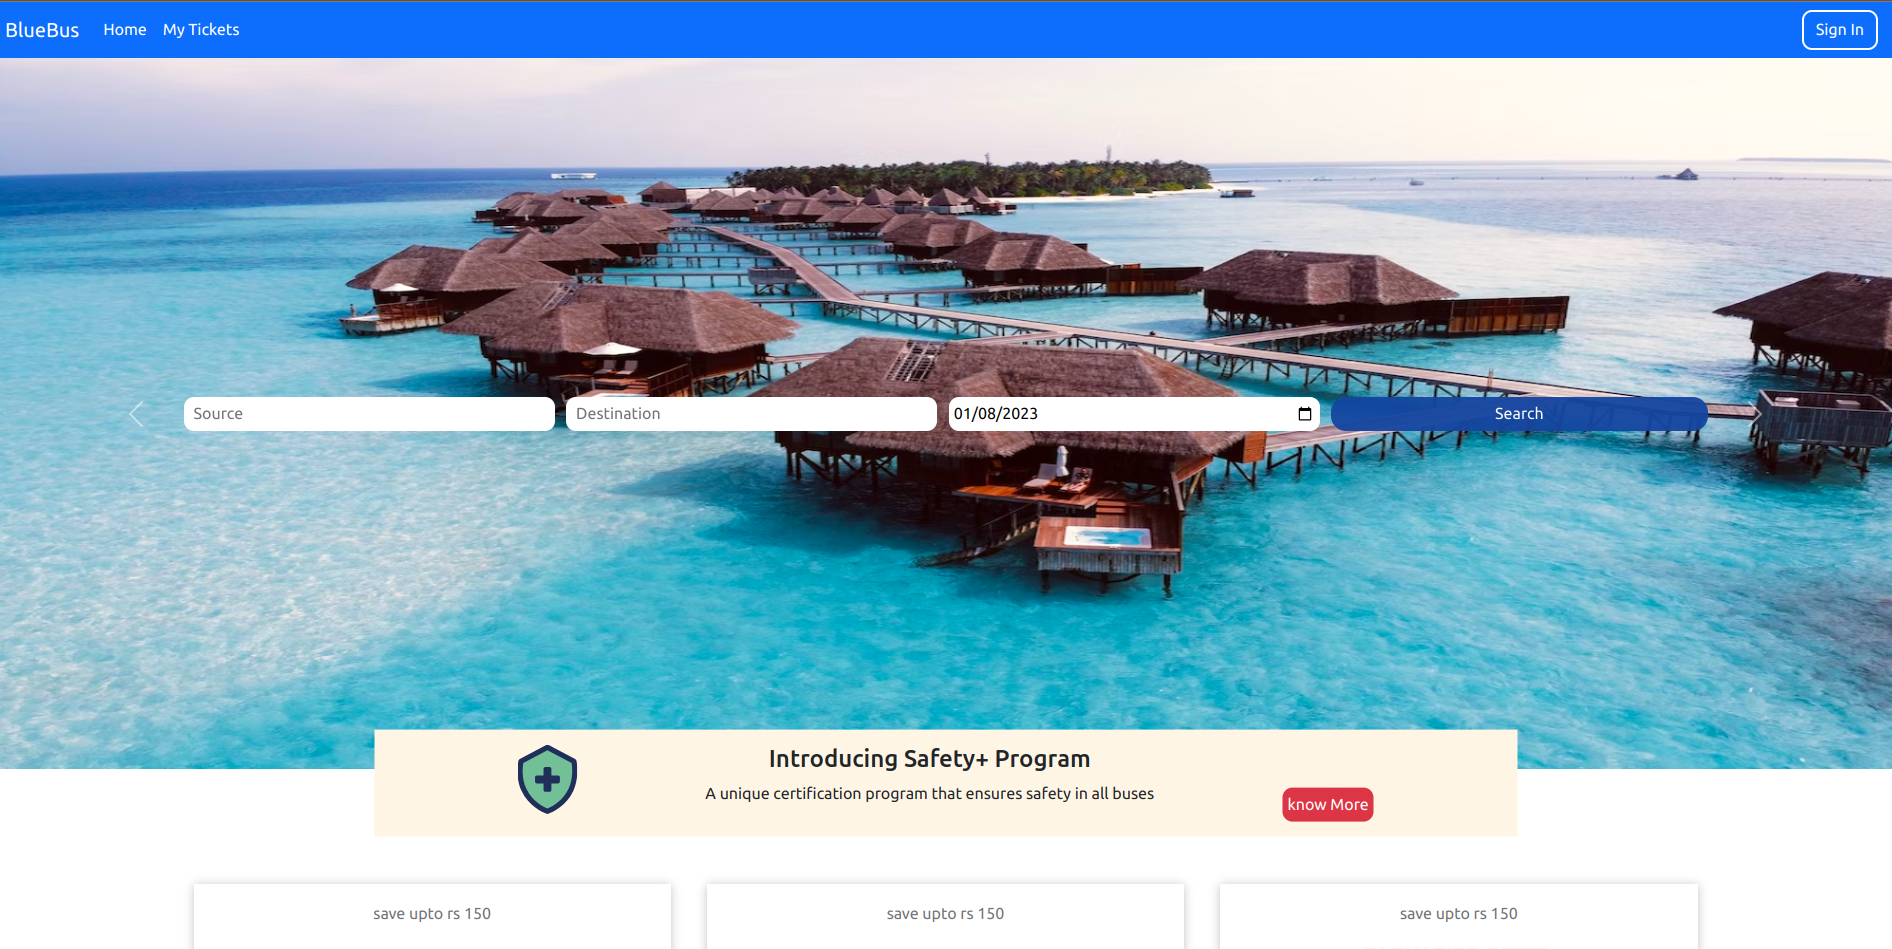 BlueBus Home My Tickets Sign In
Source Destination 01/08/2023 Search
Introducing Safety+ Program
A unique certification program that ensures safety in all buses
know More
save upto rs 150 save upto rs 150 save upto rs 150